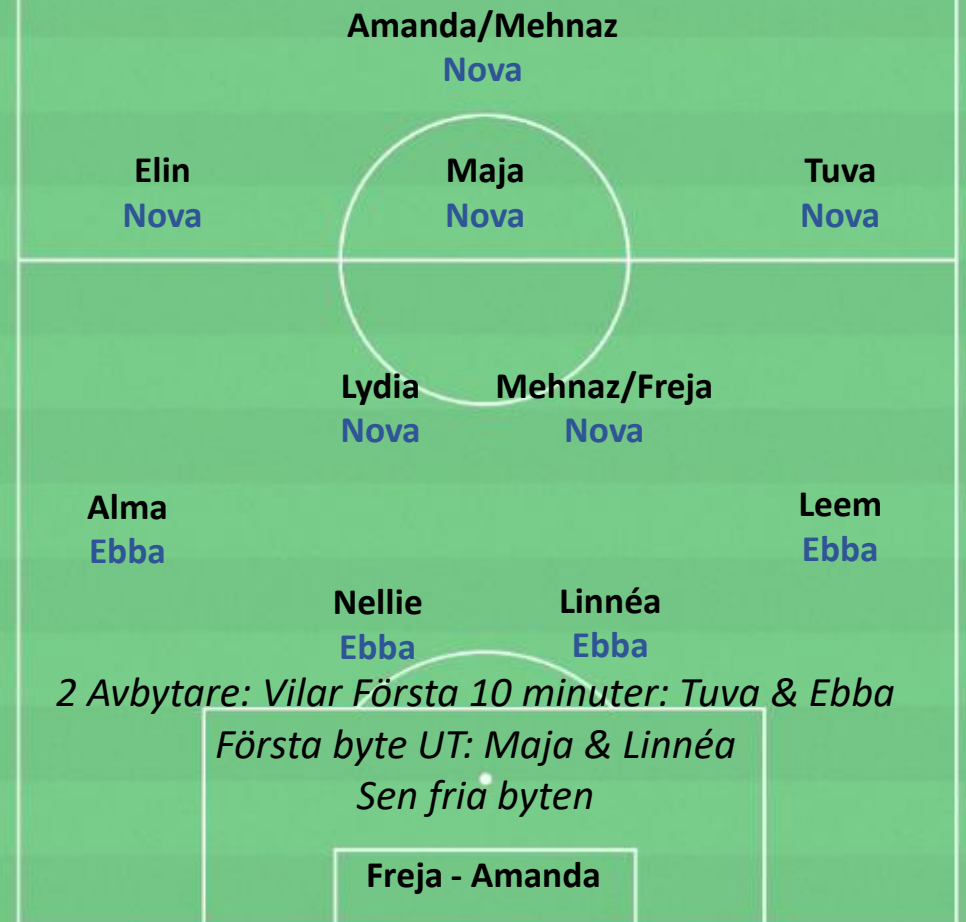 Amanda/Mehnaz
Nova
Elin Maja Tuva
Nova Nova Nova
Lydia Mehnaz/Freja
Nova Nova
Alma Leem
Ebba Ebba
Nellie Linnéa
Ebba Ebba
2 Avbytare: Vilar Första 10 minuter: Tuva & Ebba
Första byte UT: Maja & Linnéa
Sen fria byten
Freja - Amanda